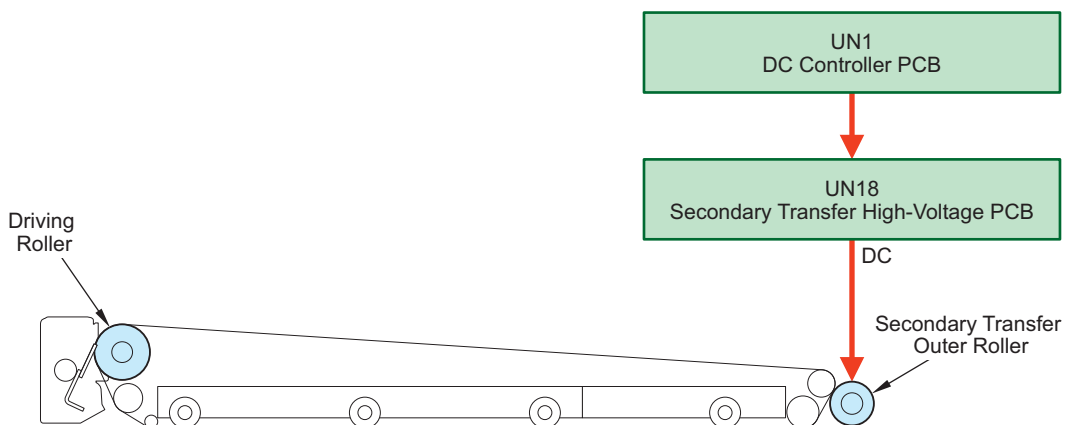 UN1
DC Controller PCB
UN18
Secondary Transfer High-Voltage PCB
DC
Driving
Roller
Secondary Transfer
Outer Roller